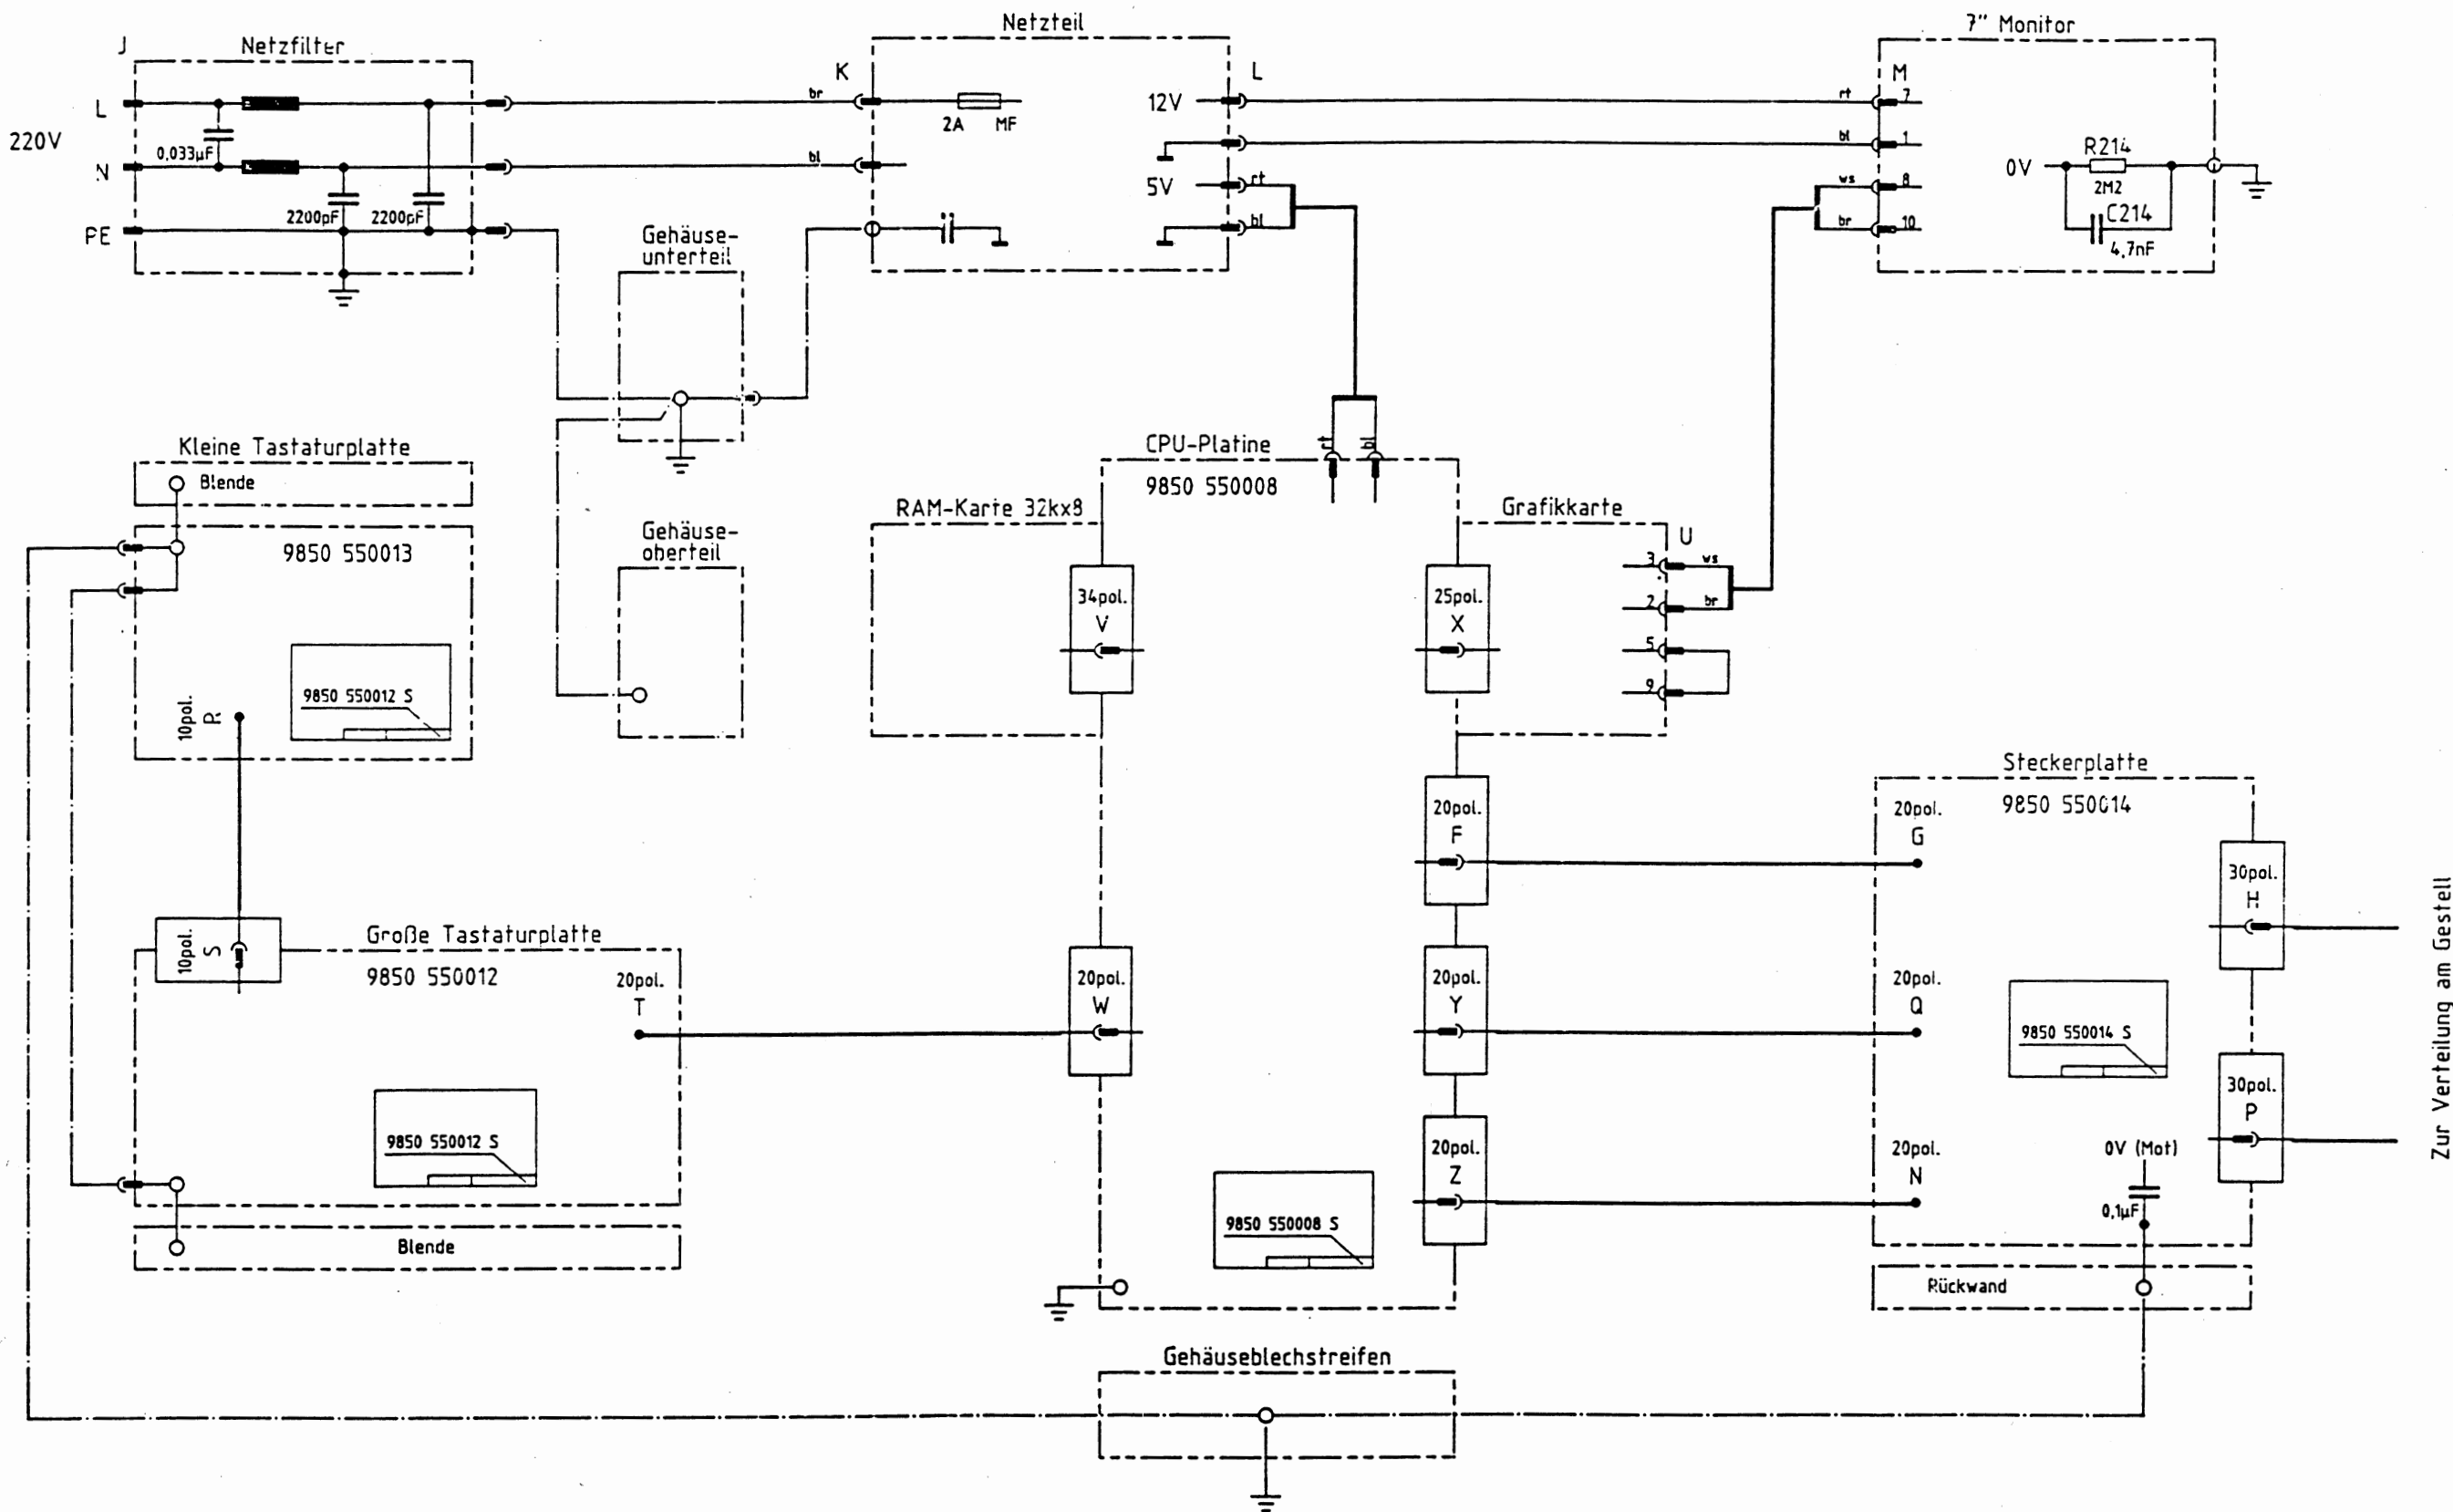 J
Netzfilter
220V
L
N
PE
0,033µF
2200pF
2200pF
Netzteil
K
br
bl
2A MF
12V
5V
L
rt
bl
7" Monitor
M
rt
7
bl
1
ws
8
br
10
0V
R214
2M2
C214
4,7nF
Gehäuse-
unterteil
Gehäuse-
oberteil
Kleine Tastaturplatte
Blende
9850 550013
9850 550012 S
10pol.
R
10pol.
S
Große Tastaturplatte
9850 550012
20pol.
T
9850 550012 S
Blende
CPU-Platine
9850 550008
rt
bl
RAM-Karte 32kx8
34pol.
V
25pol.
X
Grafikkarte
U
3
ws
2
br
5
9
20pol.
F
20pol.
W
20pol.
Y
20pol.
Z
9850 550008 S
Steckerplatte
9850 550014
20pol.
G
20pol.
Q
20pol.
N
30pol.
H
9850 550014 S
30pol.
P
0V (Mot)
0,1µF
Rückwand
Zur Verteilung am Gestell
Gehäuseblechstreifen